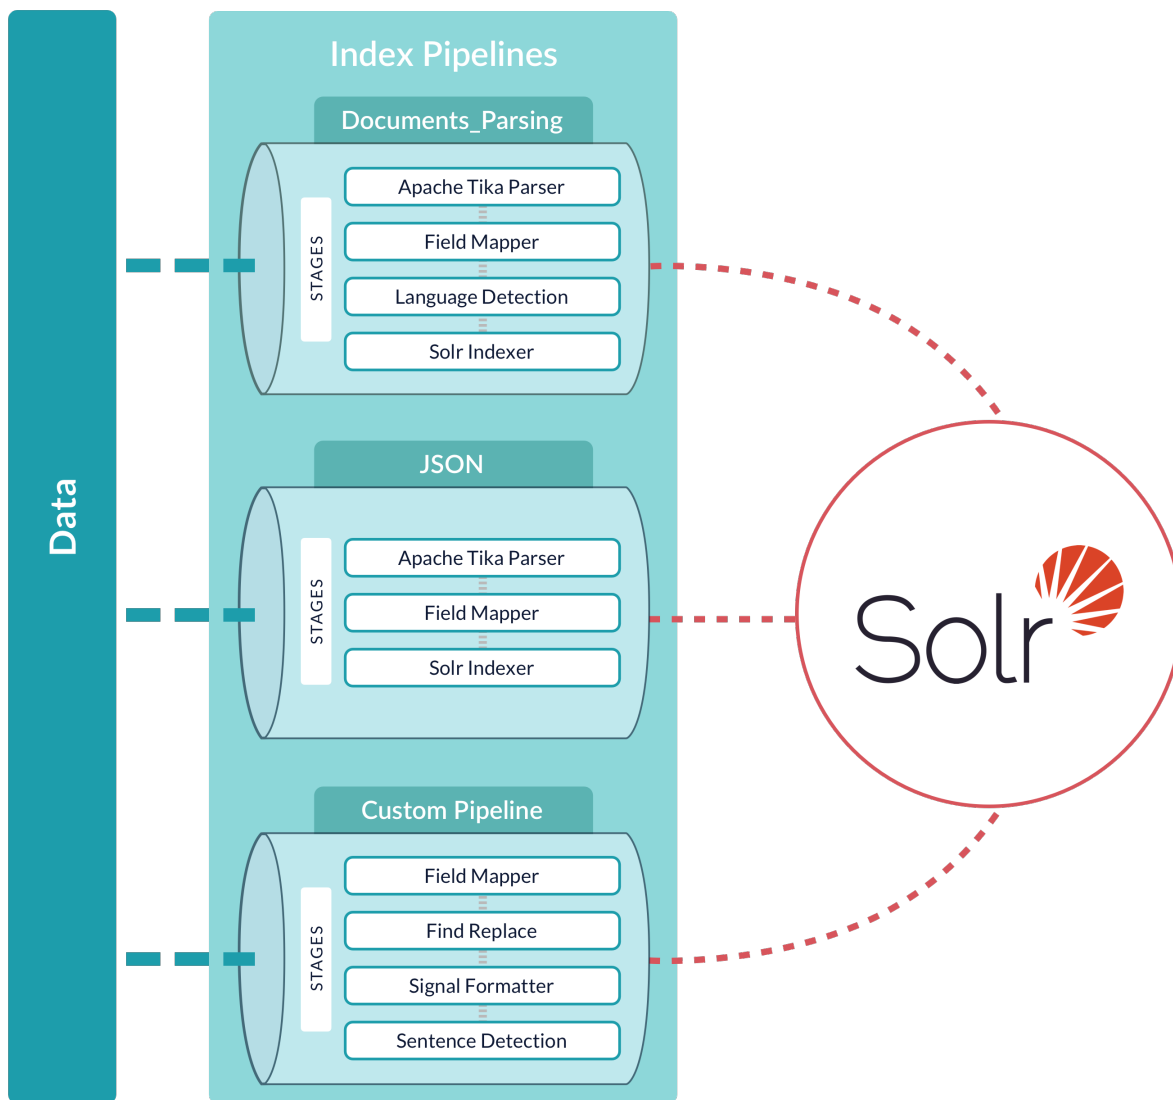 Data
Index Pipelines
Documents_Parsing
STAGES
Apache Tika Parser
Field Mapper
Language Detection
Solr Indexer
JSON
STAGES
Apache Tika Parser
Field Mapper
Solr Indexer
Custom Pipeline
STAGES
Field Mapper
Find Replace
Signal Formatter
Sentence Detection
Solr